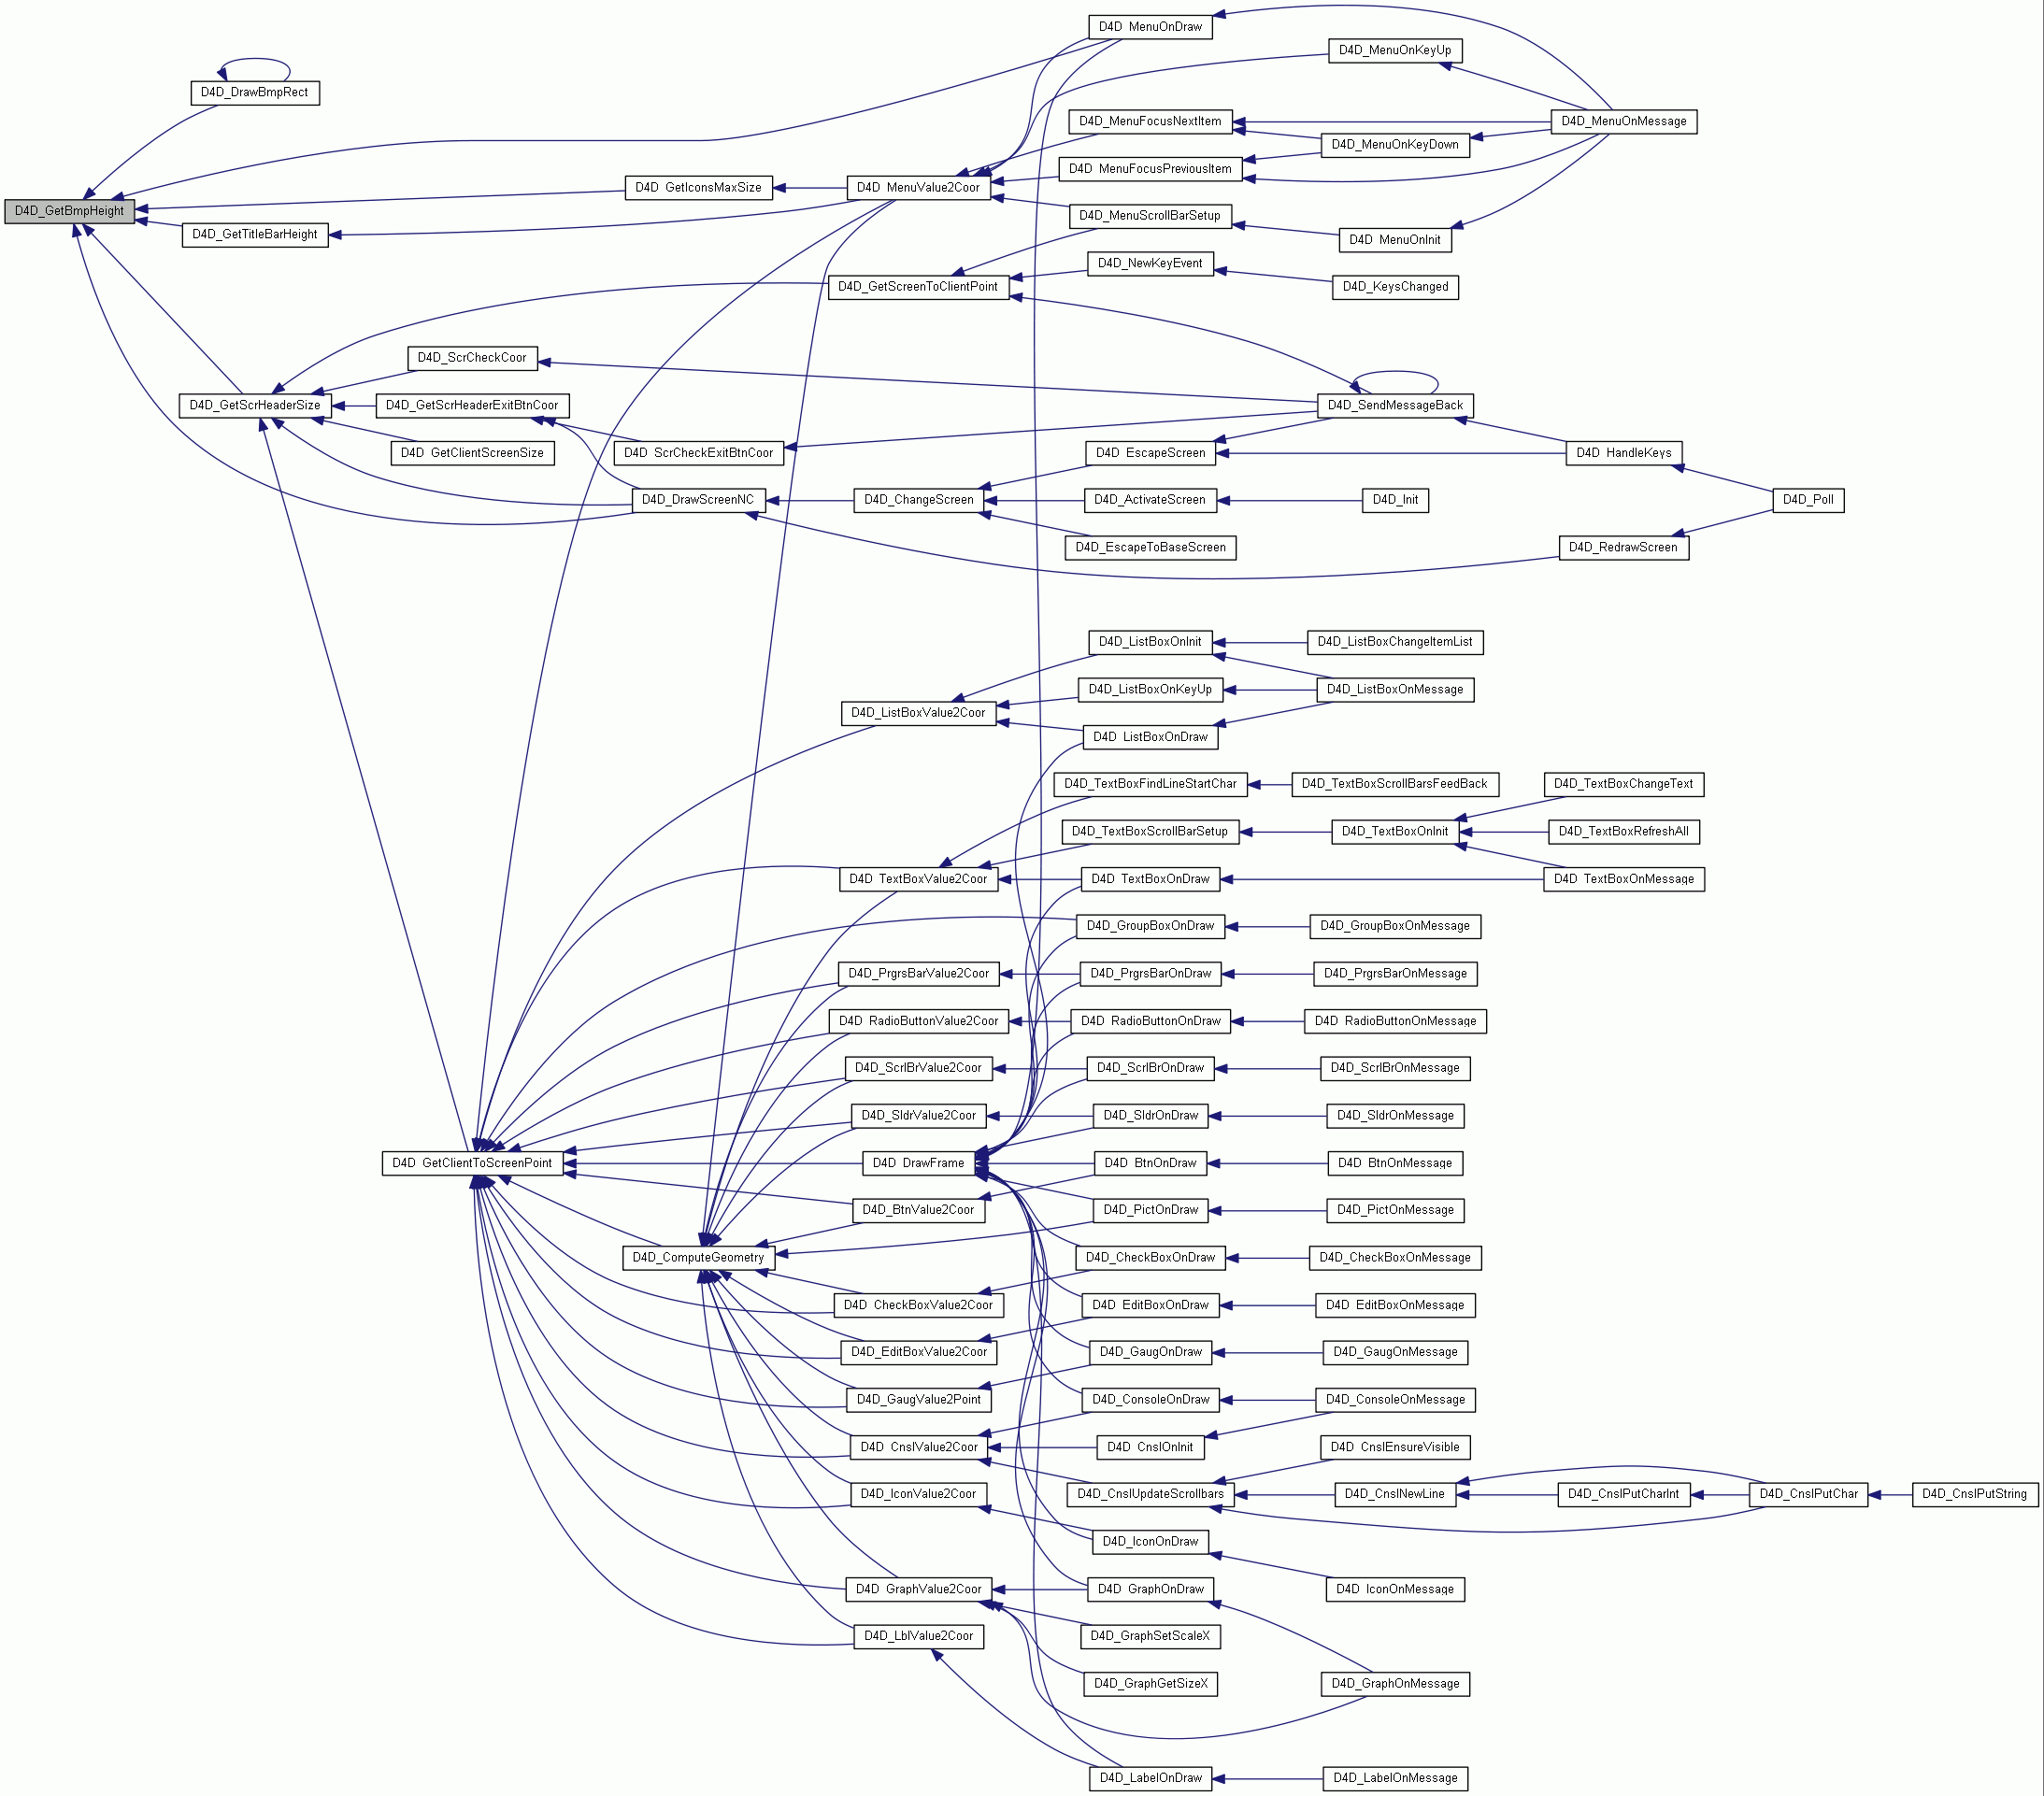 D4D_MenuOnDraw
D4D_MenuOnKeyUp
D4D_DrawBmpRect
D4D_MenuFocusNextItem
D4D_MenuOnMessage
D4D_MenuOnKeyDown
D4D_MenuFocusPreviousItem
D4D_GetIconsMaxSize
D4D_MenuValue2Coor
D4D_GetBmpHeight
D4D_MenuScrollBarSetup
D4D_GetTitleBarHeight
D4D_MenuOnInit
D4D_NewKeyEvent
D4D_GetScreenToClientPoint
D4D_KeysChanged
D4D_ScrCheckCoor
D4D_GetScrHeaderSize
D4D_GetScrHeaderExitBtnCoor
D4D_SendMessageBack
D4D_GetClientScreenSize
D4D_ScrCheckExitBtnCoor
D4D_EscapeScreen
D4D_HandleKeys
D4D_DrawScreenNC
D4D_ChangeScreen
D4D_ActivateScreen
D4D_Init
D4D_Poll
D4D_EscapeToBaseScreen
D4D_RedrawScreen
D4D_ListBoxOnInit
D4D_ListBoxChangeItemList
D4D_ListBoxOnKeyUp
D4D_ListBoxOnMessage
D4D_ListBoxValue2Coor
D4D_ListBoxOnDraw
D4D_TextBoxFindLineStartChar
D4D_TextBoxScrollBarsFeedBack
D4D_TextBoxChangeText
D4D_TextBoxScrollBarSetup
D4D_TextBoxOnInit
D4D_TextBoxRefreshAll
D4D_TextBoxValue2Coor
D4D_TextBoxOnDraw
D4D_TextBoxOnMessage
D4D_GroupBoxOnDraw
D4D_GroupBoxOnMessage
D4D_PrgrsBarValue2Coor
D4D_PrgrsBarOnDraw
D4D_PrgrsBarOnMessage
D4D_RadioButtonValue2Coor
D4D_RadioButtonOnDraw
D4D_RadioButtonOnMessage
D4D_ScrlBrValue2Coor
D4D_ScrlBrOnDraw
D4D_ScrlBrOnMessage
D4D_SldrValue2Coor
D4D_SldrOnDraw
D4D_SldrOnMessage
D4D_GetClientToScreenPoint
D4D_DrawFrame
D4D_BtnOnDraw
D4D_BtnOnMessage
D4D_BtnValue2Coor
D4D_PictOnDraw
D4D_PictOnMessage
D4D_ComputeGeometry
D4D_CheckBoxOnDraw
D4D_CheckBoxOnMessage
D4D_CheckBoxValue2Coor
D4D_EditBoxOnDraw
D4D_EditBoxOnMessage
D4D_EditBoxValue2Coor
D4D_GaugOnDraw
D4D_GaugOnMessage
D4D_GaugValue2Point
D4D_ConsoleOnDraw
D4D_ConsoleOnMessage
D4D_CnslValue2Coor
D4D_CnslOnInit
D4D_CnslEnsureVisible
D4D_IconValue2Coor
D4D_CnslUpdateScrollbars
D4D_CnslNewLine
D4D_CnslPutCharInt
D4D_CnslPutChar
D4D_CnslPutString
D4D_IconOnDraw
D4D_GraphValue2Coor
D4D_GraphOnDraw
D4D_IconOnMessage
D4D_LblValue2Coor
D4D_GraphSetScaleX
D4D_GraphGetSizeX
D4D_GraphOnMessage
D4D_LabelOnDraw
D4D_LabelOnMessage